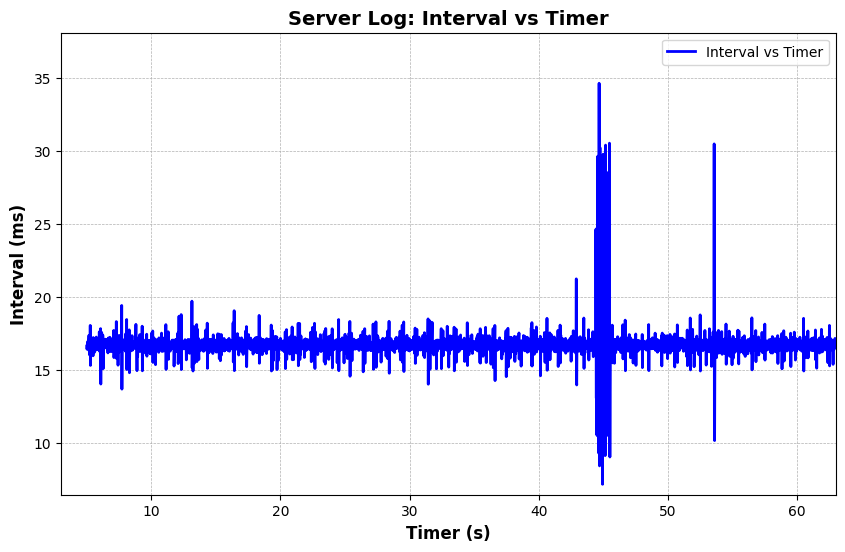 Server Log: Interval vs Timer
Interval vs Timer
35
30
25
20
15
10
Interval (ms)
10 20 30 40 50 60
Timer (s)